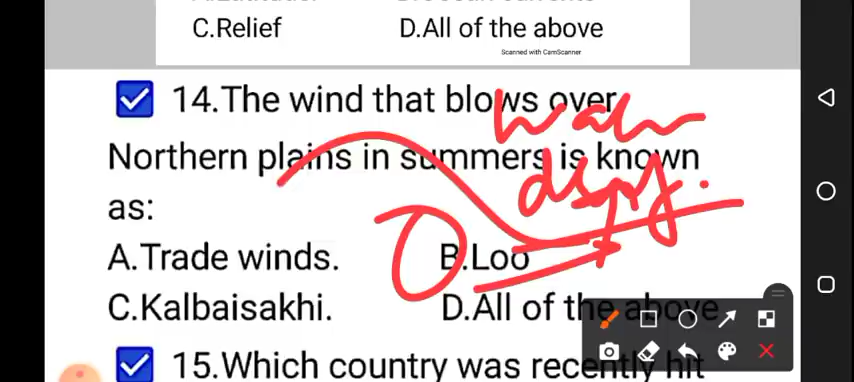 C.Relief D.All of the above
Scanned with CamScanner
14.The wind that blows over
Northern plains in summers is known
as:
A.Trade winds. B.Loo
C.Kalbaisakhi. D.All of the above
15.Which country was recently hit